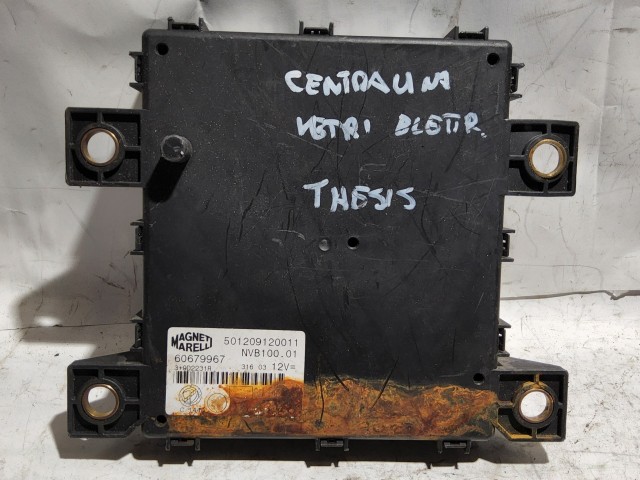 CENTRALINA
VETRI ELETTR.
THESIS
MAGNETI
MARELLI
501209120011
NVB100.01
60679967
316 03 12V=